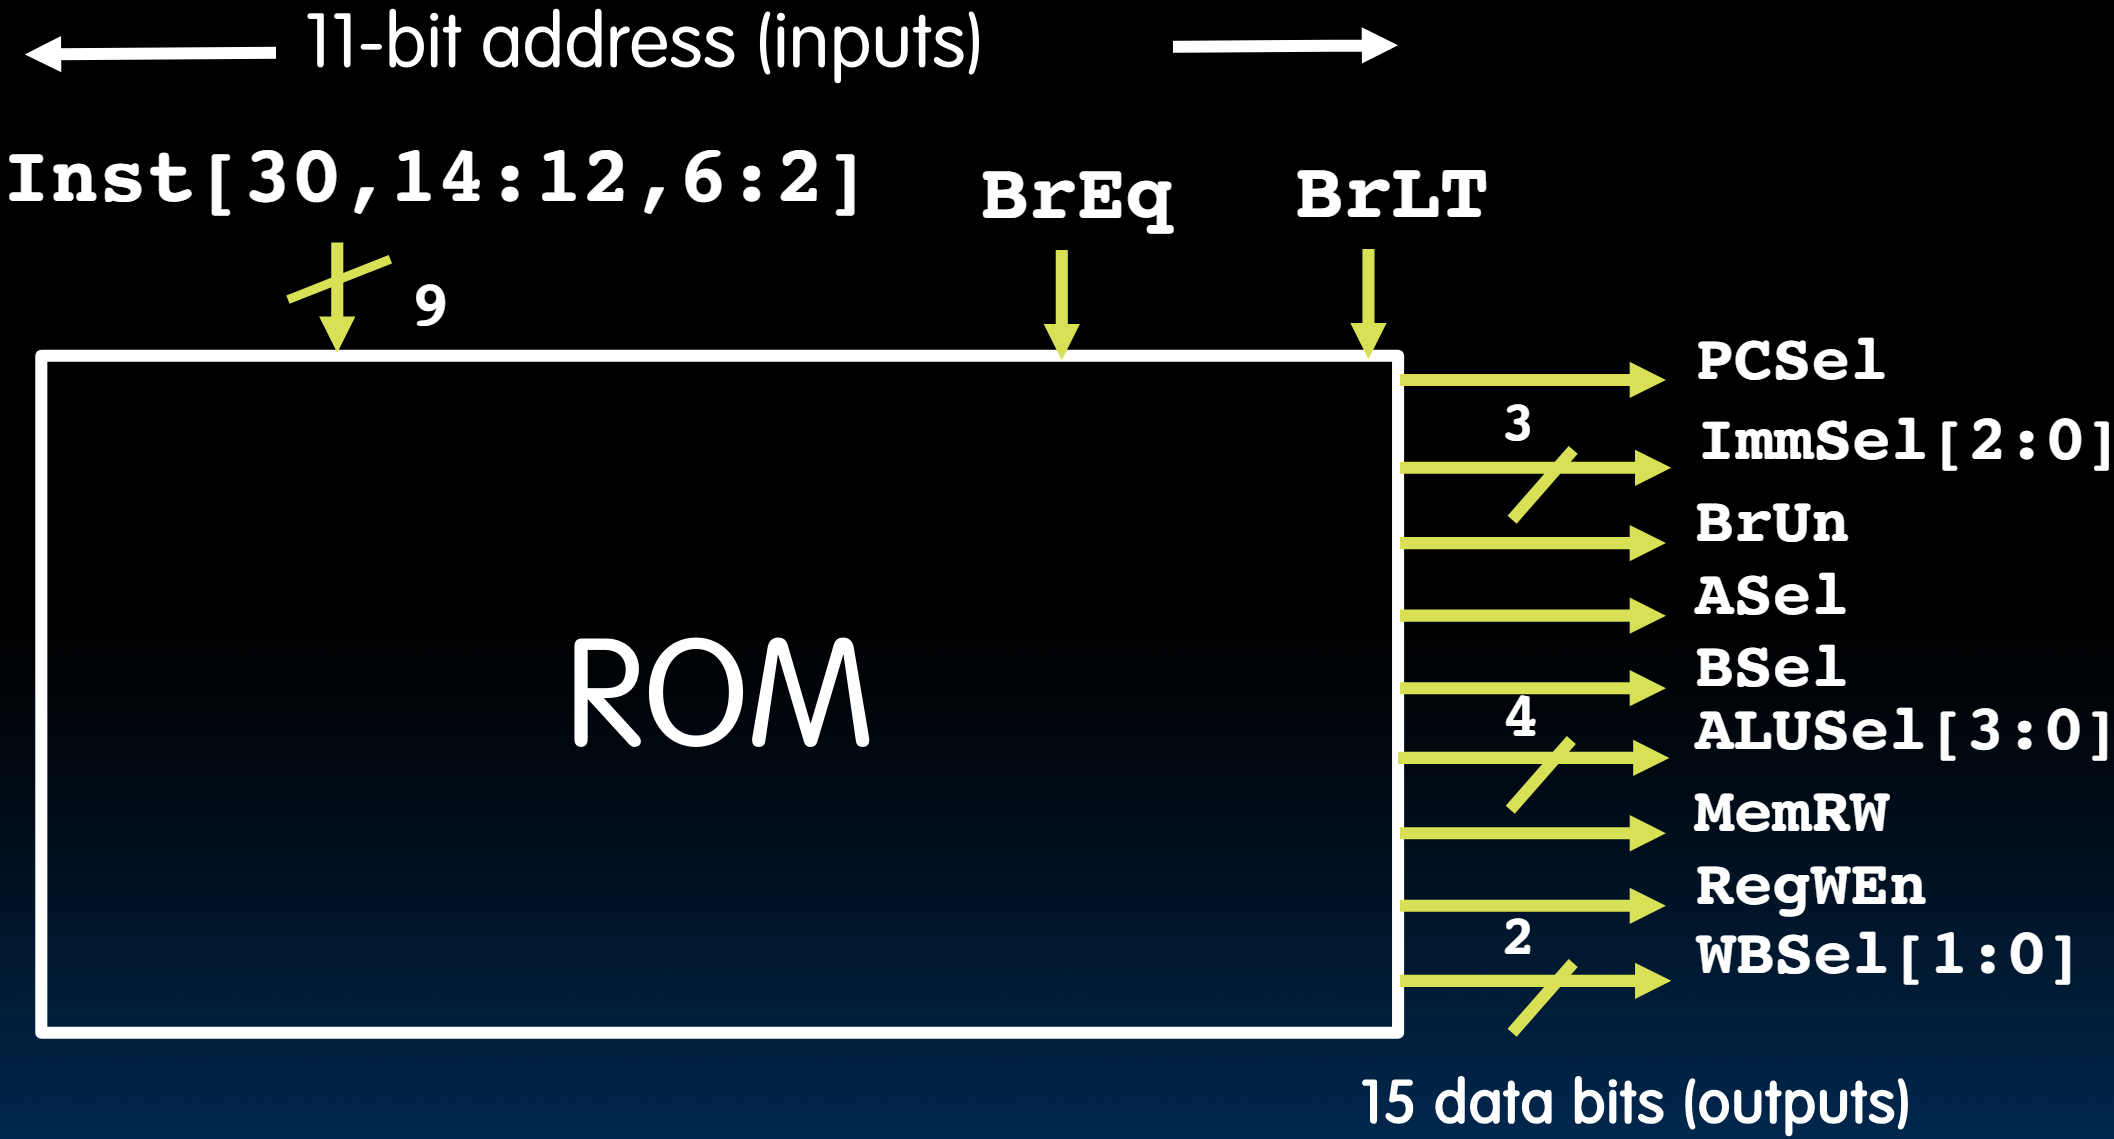 11-bit address (inputs)
Inst[30,14:12,6:2]
BrEq
BrLT
9
PCSel
3
ImmSel[2:0]
BrUn
ASel
BSel
ROM
4
ALUSel[3:0]
MemRW
RegWEn
2
WBSel[1:0]
15 data bits (outputs)